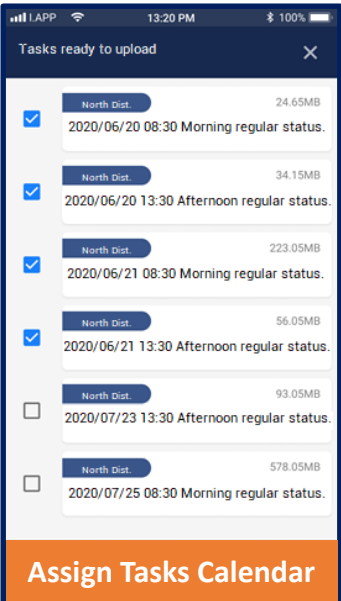 I.APP 13:20 PM 100%
Tasks ready to upload
North Dist. 24.65MB
2020/06/20 08:30 Morning regular status.
North Dist. 34.15MB
2020/06/20 13:30 Afternoon regular status.
North Dist. 223.05MB
2020/06/21 08:30 Morning regular status.
North Dist. 56.05MB
2020/06/21 13:30 Afternoon regular status.
North Dist. 93.05MB
2020/07/23 13:30 Afternoon regular status.
North Dist. 578.05MB
2020/07/25 08:30 Morning regular status.
Assign Tasks Calendar